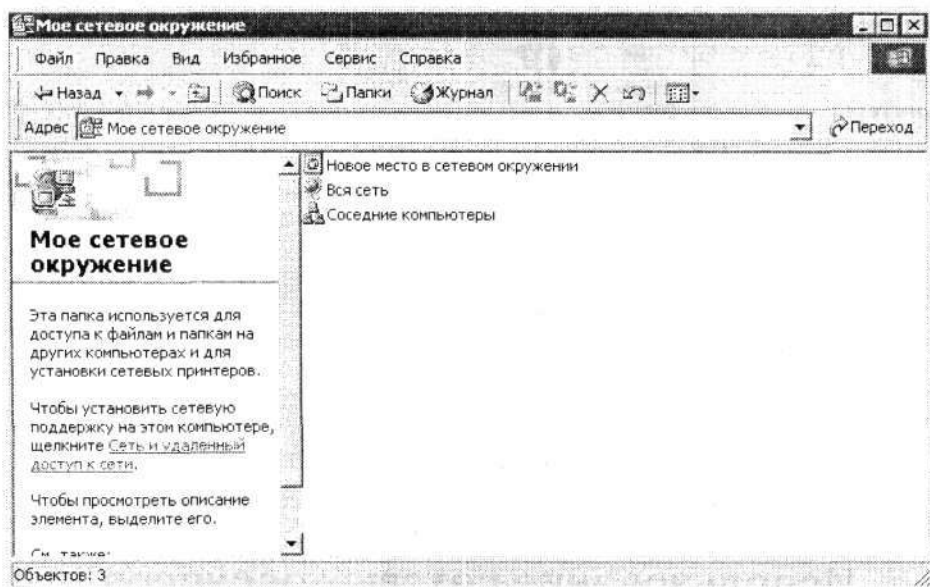 Мое сетевое окружение
Файл Правка Вид Избранное Сервис Справка
Назад Поиск Папки Журнал
Адрес Мое сетевое окружение Переход
Новое место в сетевом окружении
Вся сеть
Соседние компьютеры
Мое сетевое
окружение
Эта папка используется для
доступа к файлам и папкам на
других компьютерах и для
установки сетевых принтеров.
Чтобы установить сетевую
поддержку на этом компьютере,
щелкните Сеть и удаленный
доступ к сети.
Чтобы просмотреть описание
элемента, выделите его.
См. также:
Объектов: 3